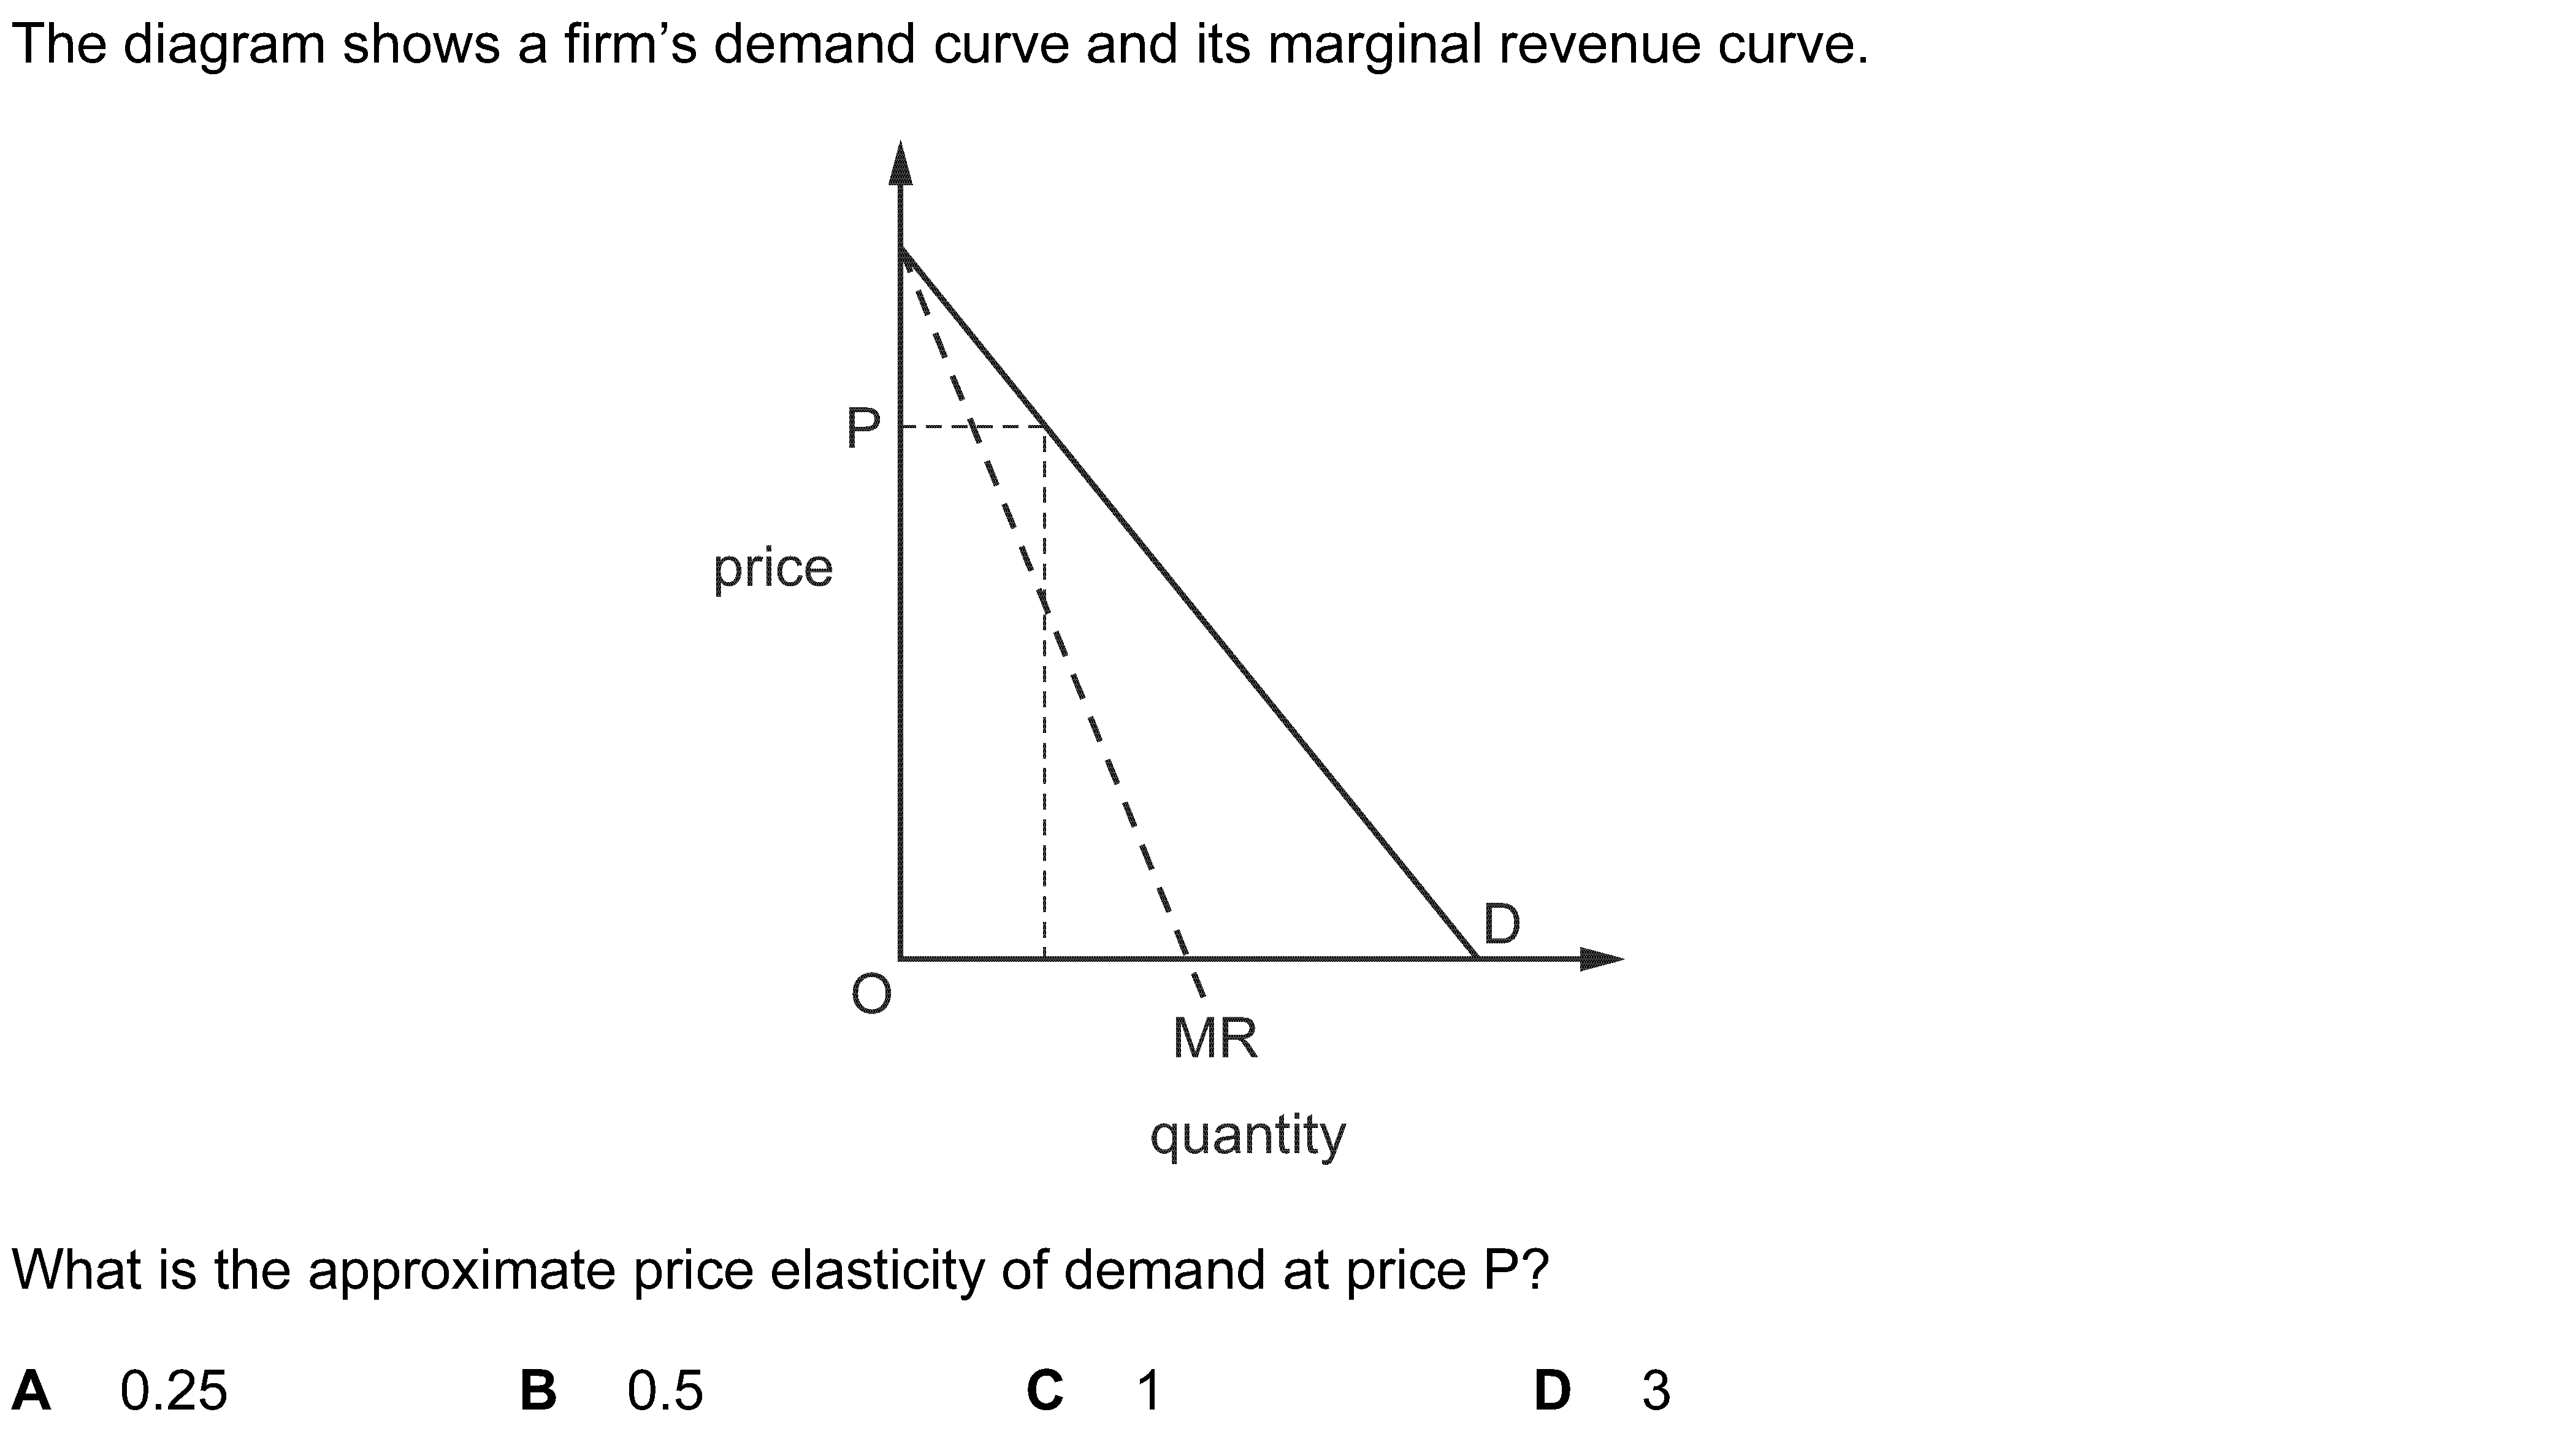 The diagram shows a firm’s demand curve and its marginal revenue curve.
P
price
D
O
MR
quantity
What is the approximate price elasticity of demand at price P?
A 0.25 B 0.5 C 1 D 3